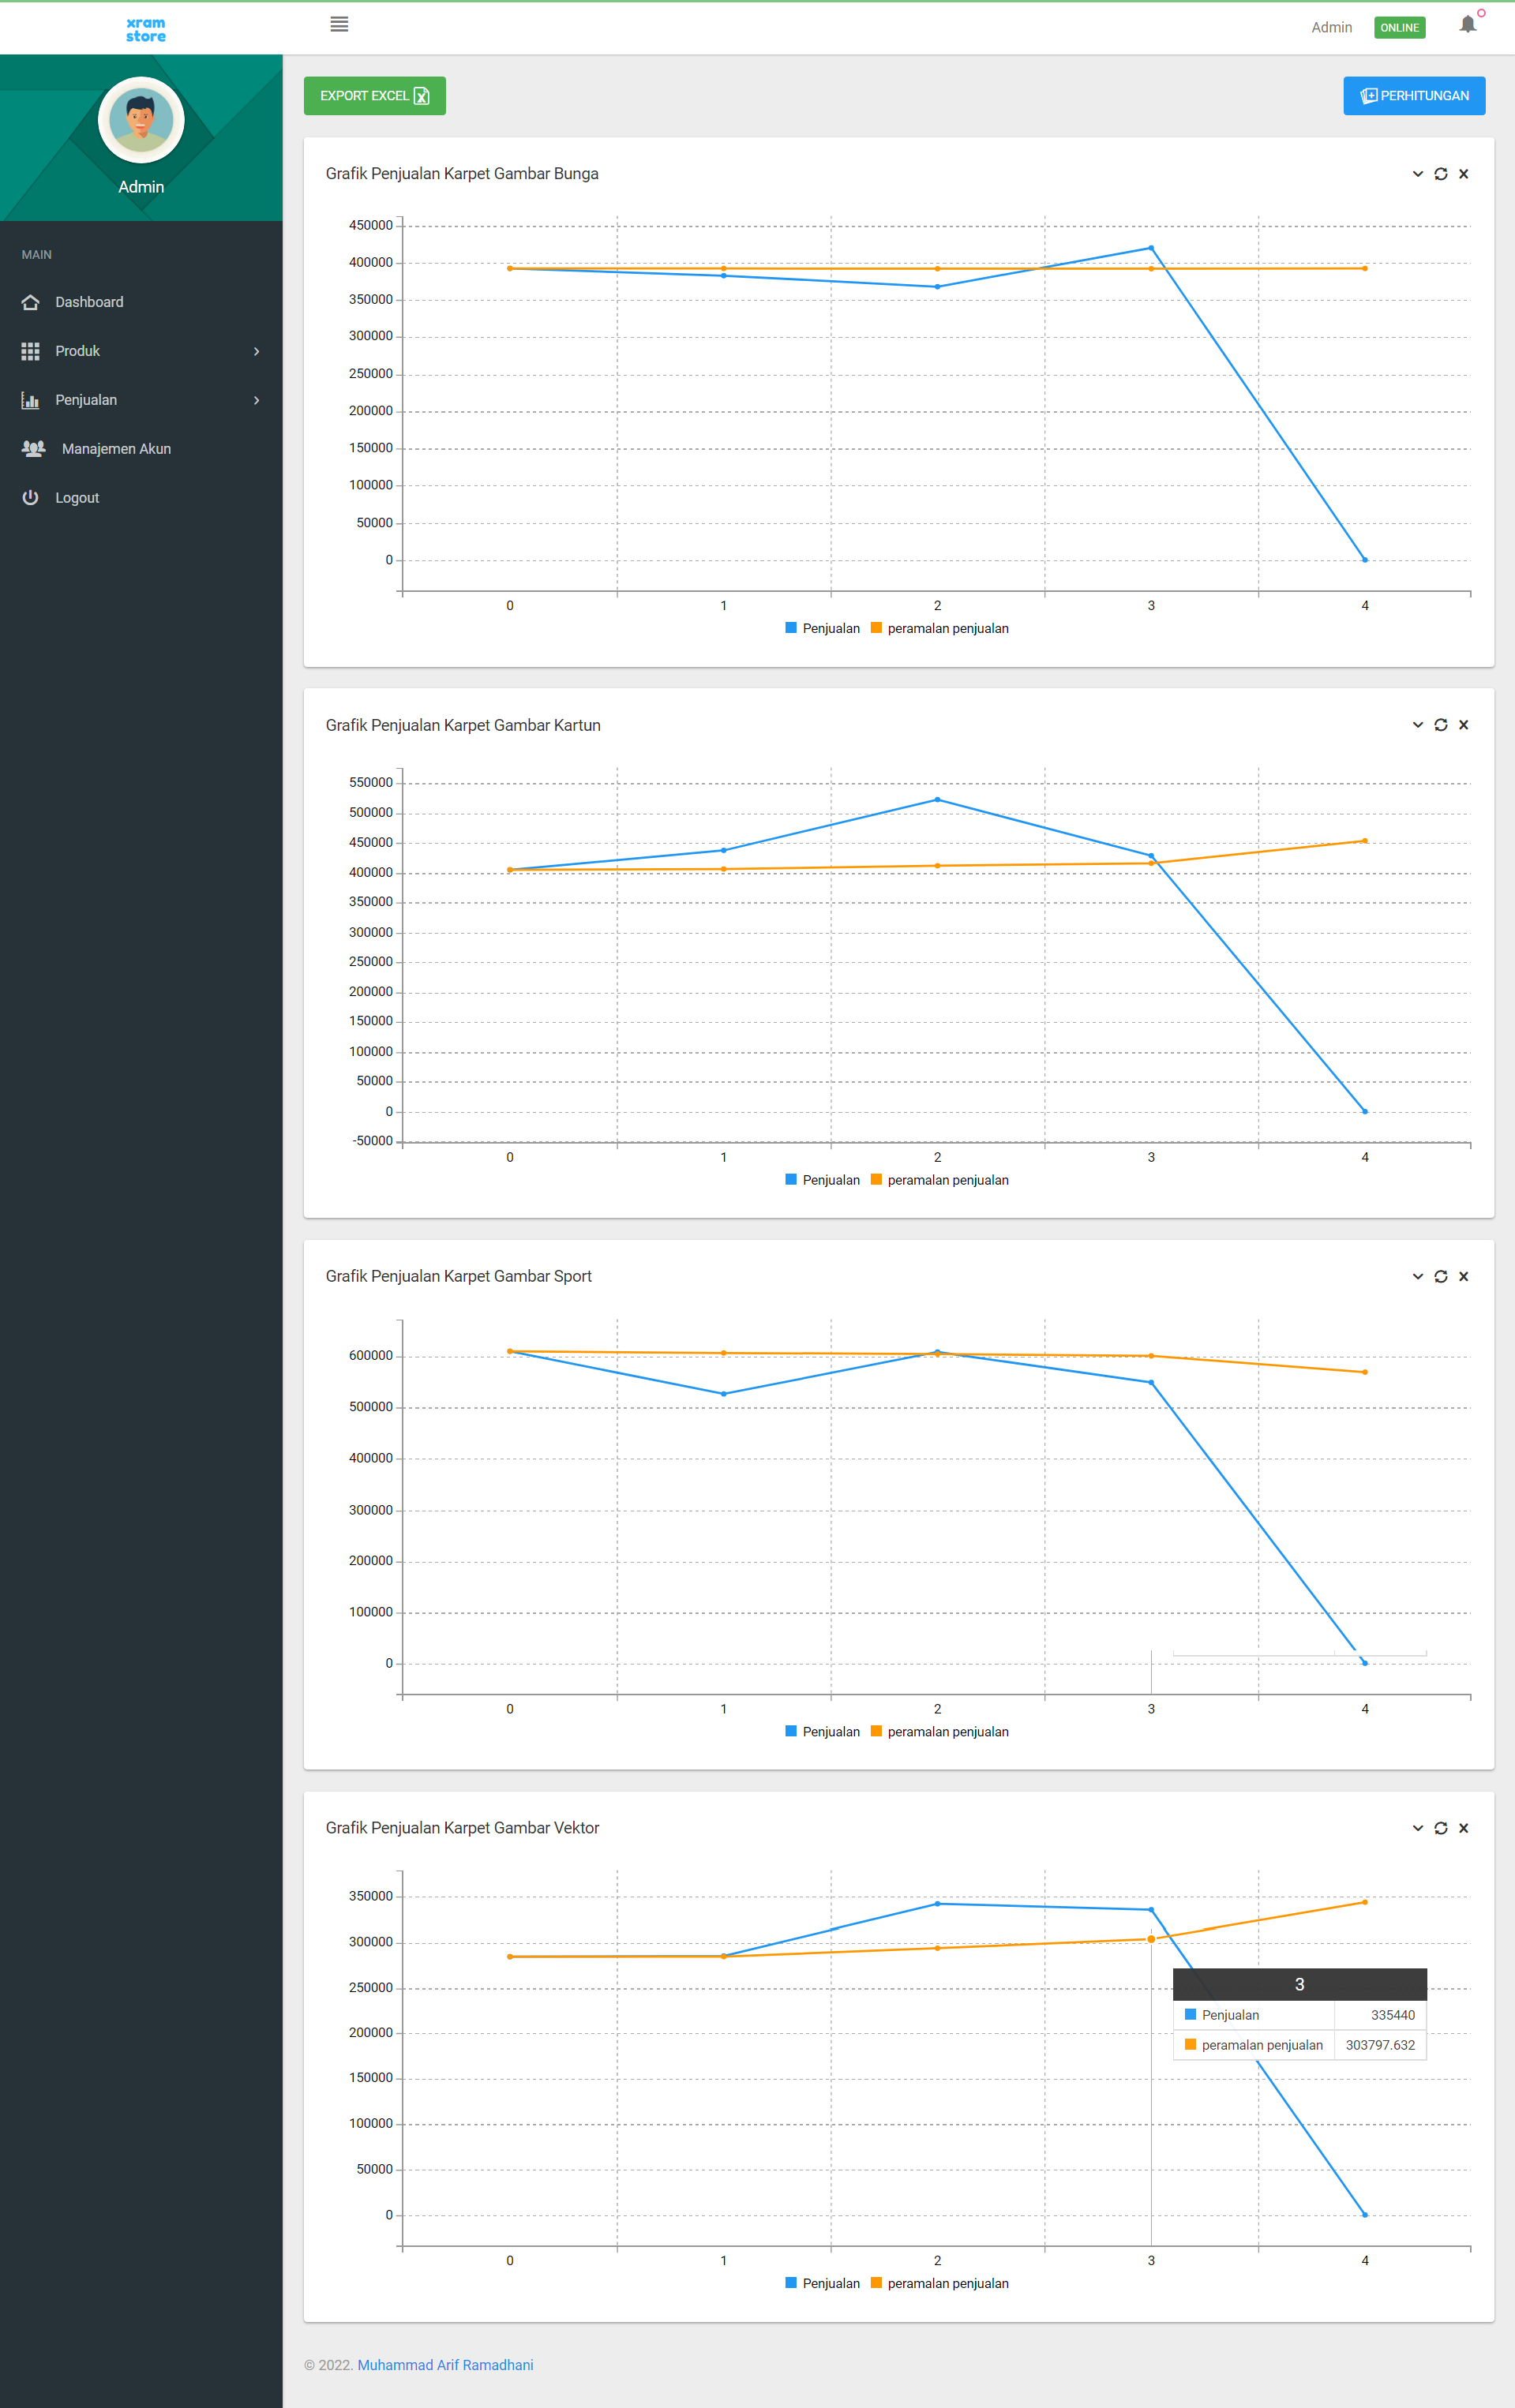 xram
store
Admin
ONLINE
Admin
MAIN
Dashboard
Produk
Penjualan
Manajemen Akun
Logout
EXPORT EXCEL
PERHITUNGAN
Grafik Penjualan Karpet Gambar Bunga
450000
400000
350000
300000
250000
200000
150000
100000
50000
0
0 1 2 3 4
Penjualan peramalan penjualan
Grafik Penjualan Karpet Gambar Kartun
550000
500000
450000
400000
350000
300000
250000
200000
150000
100000
50000
0
-50000
0 1 2 3 4
Penjualan peramalan penjualan
Grafik Penjualan Karpet Gambar Sport
600000
500000
400000
300000
200000
100000
0
0 1 2 3 4
Penjualan peramalan penjualan
Grafik Penjualan Karpet Gambar Vektor
350000
300000
250000
200000
150000
100000
50000
0
3
Penjualan 335440
peramalan penjualan 303797.632
0 1 2 3 4
Penjualan peramalan penjualan
© 2022. Muhammad Arif Ramadhani